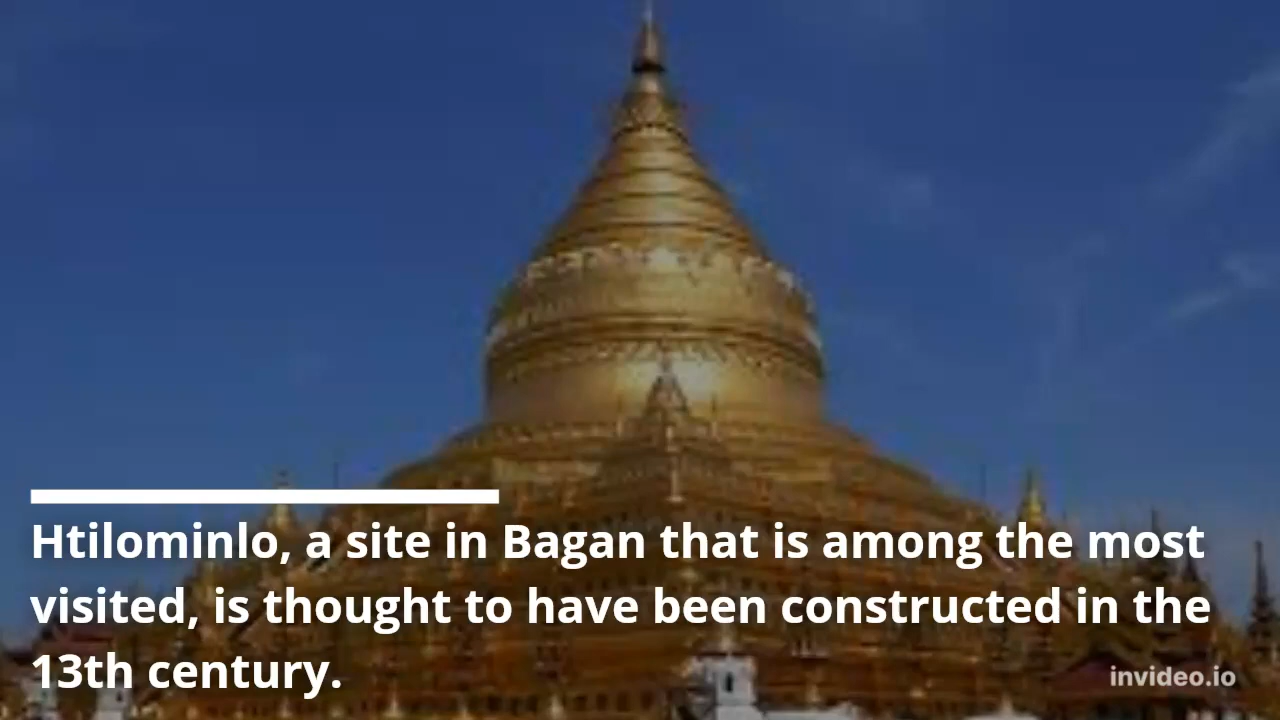 Htilominlo, a site in Bagan that is among the most
visited, is thought to have been constructed in the
13th century.
invideo.io